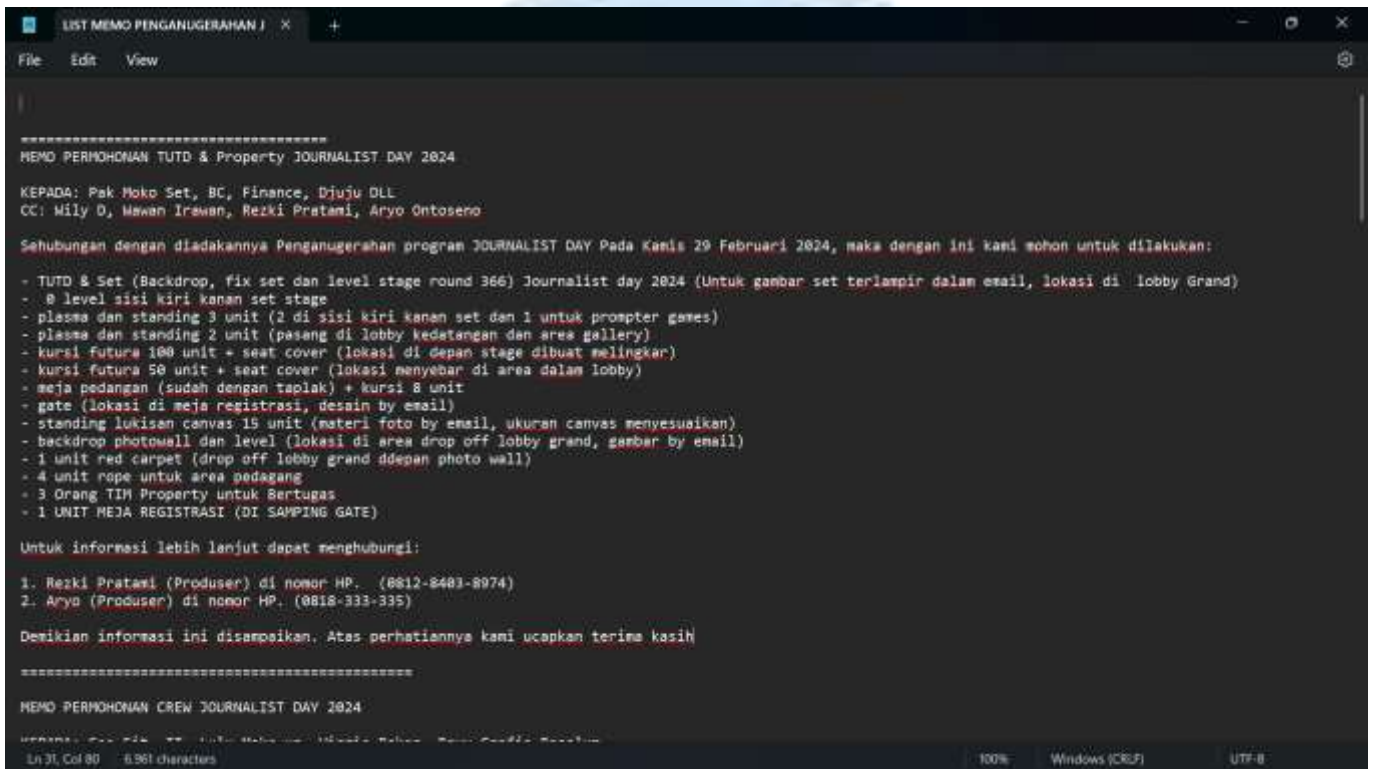 LIST MEMO PENGANUGERAHAN J
File Edit View
====================================
MEMO PERMOHONAN TUTD & Property JOURNALIST DAY 2024
KEPADA: Pak Moko Set, BC, Finance, Djuju DLL
CC: Wily D, Wawan Irawan, Rezki Pratami, Aryo Ontoseno
Sehubungan dengan diadakannya Penganugerahan program JOURNALIST DAY Pada Kamis 29 Februari 2024, maka dengan ini kami mohon untuk dilakukan:
- TUTD & Set (Backdrop, fix set dan level stage round 366) Journalist day 2024 (Untuk gambar set terlampir dalam email, lokasi di lobby Grand)
- 0 level sisi kiri kanan set stage
- plasma dan standing 3 unit (2 di sisi kiri kanan set dan 1 untuk prompter games)
- plasma dan standing 2 unit (pasang di lobby kedatangan dan area gallery)
- kursi futura 100 unit + seat cover (lokasi di depan stage dibuat melingkar)
- kursi futura 50 unit + seat cover (lokasi menyebar di area dalam lobby)
- meja pedangan (sudah dengan taplak) + kursi 8 unit
- gate (lokasi di meja registrasi, desain by email)
- standing lukisan canvas 15 unit (materi foto by email, ukuran canvas menyesuaikan)
- backdrop photowall dan level (lokasi di area drop off lobby grand, gambar by email)
- 1 unit red carpet (drop off lobby grand ddepan photo wall)
- 4 unit rope untuk area pedagang
- 3 Orang TIM Property untuk Bertugas
- 1 UNIT MEJA REGISTRASI (DI SAMPING GATE)
Untuk informasi lebih lanjut dapat menghubungi:
1. Rezki Pratami (Produser) di nomor HP. (0812-8403-8974)
2. Aryo (Produser) di nomor HP. (0818-333-335)
Demikian informasi ini disampaikan. Atas perhatiannya kami ucapkan terima kasih
==============================================
MEMO PERMOHONAN CREW JOURNALIST DAY 2024
Ln 31, Col 80 6.961 characters 100% Windows (CRLF) UTF-8